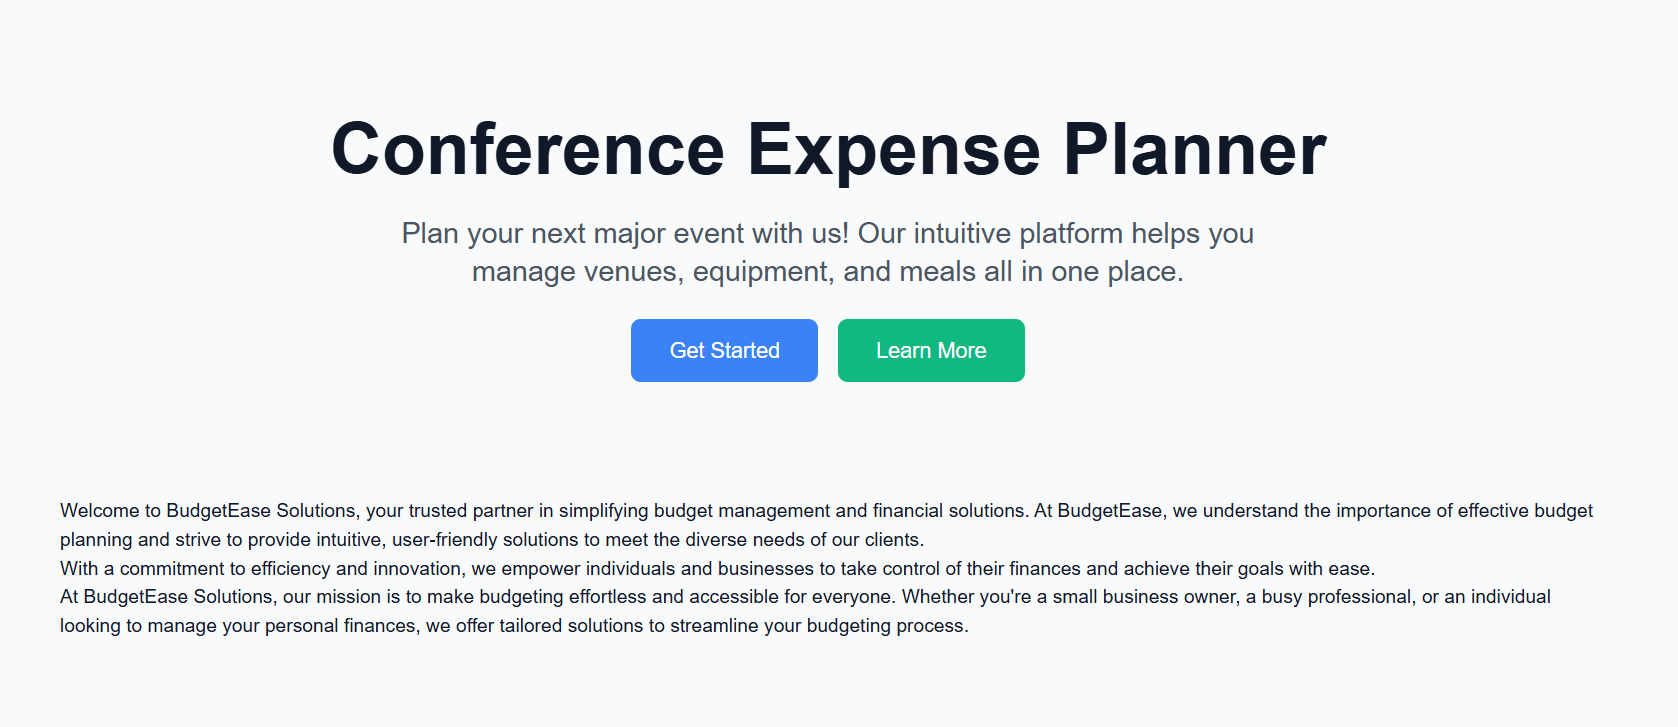 Conference Expense Planner
Plan your next major event with us! Our intuitive platform helps you
manage venues, equipment, and meals all in one place.
Get Started
Learn More
Welcome to BudgetEase Solutions, your trusted partner in simplifying budget management and financial solutions. At BudgetEase, we understand the importance of effective budget
planning and strive to provide intuitive, user-friendly solutions to meet the diverse needs of our clients.
With a commitment to efficiency and innovation, we empower individuals and businesses to take control of their finances and achieve their goals with ease.
At BudgetEase Solutions, our mission is to make budgeting effortless and accessible for everyone. Whether you're a small business owner, a busy professional, or an individual
looking to manage your personal finances, we offer tailored solutions to streamline your budgeting process.